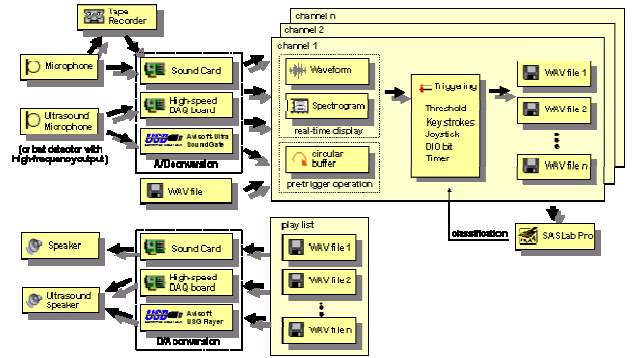 channel n
channel 2
channel 1
Tape
Recorder
Microphone
Ultrasound
Microphone
(or bat detector with
high-frequency output)
Sound Card
High-speed
DAQ board
USB
Avisoft-Ultra
SoundGate
A/D conversion
WAV file
Waveform
Spectrogram
real-time display
circular
buffer
pre-trigger operation
Triggering
Threshold
Key strokes
Joystick
DIO bit
Timer
WAV file 1
WAV file 2
WAV file n
classification
SASLab Pro
Speaker
Ultrasound
Speaker
Sound Card
High-speed
DAQ board
USB
Avisoft
USG Player
D/A conversion
play list
WAV file 1
WAV file 2
WAV file n